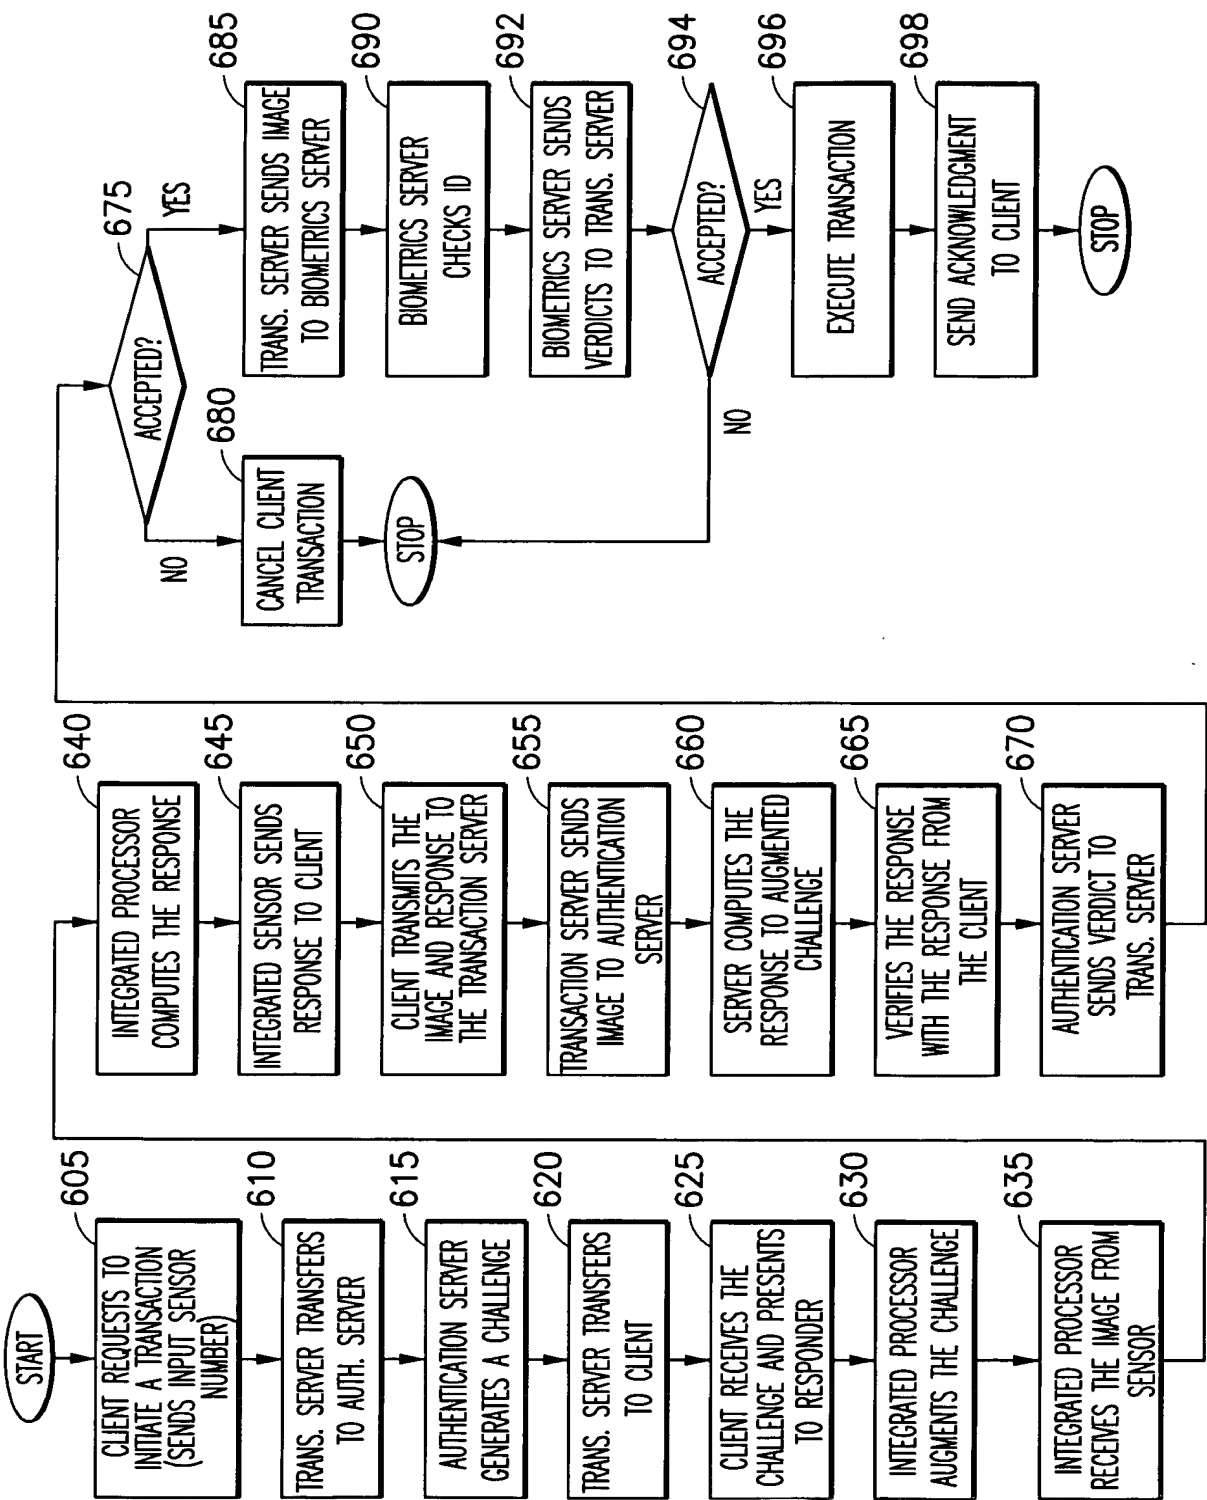 START
605
CLIENT REQUESTS TO
INITIATE A TRANSACTION
(SENDS INPUT SENSOR
NUMBER)
610
TRANS. SERVER TRANSFERS
TO AUTH. SERVER
615
AUTHENTICATION SERVER
GENERATES A CHALLENGE
620
TRANS. SERVER TRANSFERS
TO CLIENT
625
CLIENT RECEIVES THE
CHALLENGE AND PRESENTS
TO RESPONDER
630
INTEGRATED PROCESSOR
AUGMENTS THE CHALLENGE
635
INTEGRATED PROCESSOR
RECEIVES THE IMAGE FROM
SENSOR
640
INTEGRATED PROCESSOR
COMPUTES THE RESPONSE
645
INTEGRATED SENSOR SENDS
RESPONSE TO CLIENT
650
CLIENT TRANSMITS THE
IMAGE AND RESPONSE TO
THE TRANSACTION SERVER
655
TRANSACTION SERVER SENDS
IMAGE TO AUTHENTICATION
SERVER
660
SERVER COMPUTES THE
RESPONSE TO AUGMENTED
CHALLENGE
665
VERIFIES THE RESPONSE
WITH THE RESPONSE FROM
THE CLIENT
670
AUTHENTICATION SERVER
SENDS VERDICT TO
TRANS. SERVER
675
ACCEPTED?
NO
YES
680
CANCEL CLIENT
TRANSACTION
STOP
685
TRANS. SERVER SENDS IMAGE
TO BIOMETRICS SERVER
690
BIOMETRICS SERVER
CHECKS ID
692
BIOMETRICS SERVER SENDS
VERDICTS TO TRANS. SERVER
694
ACCEPTED?
NO
YES
696
EXECUTE TRANSACTION
698
SEND ACKNOWLEDGMENT
TO CLIENT
STOP